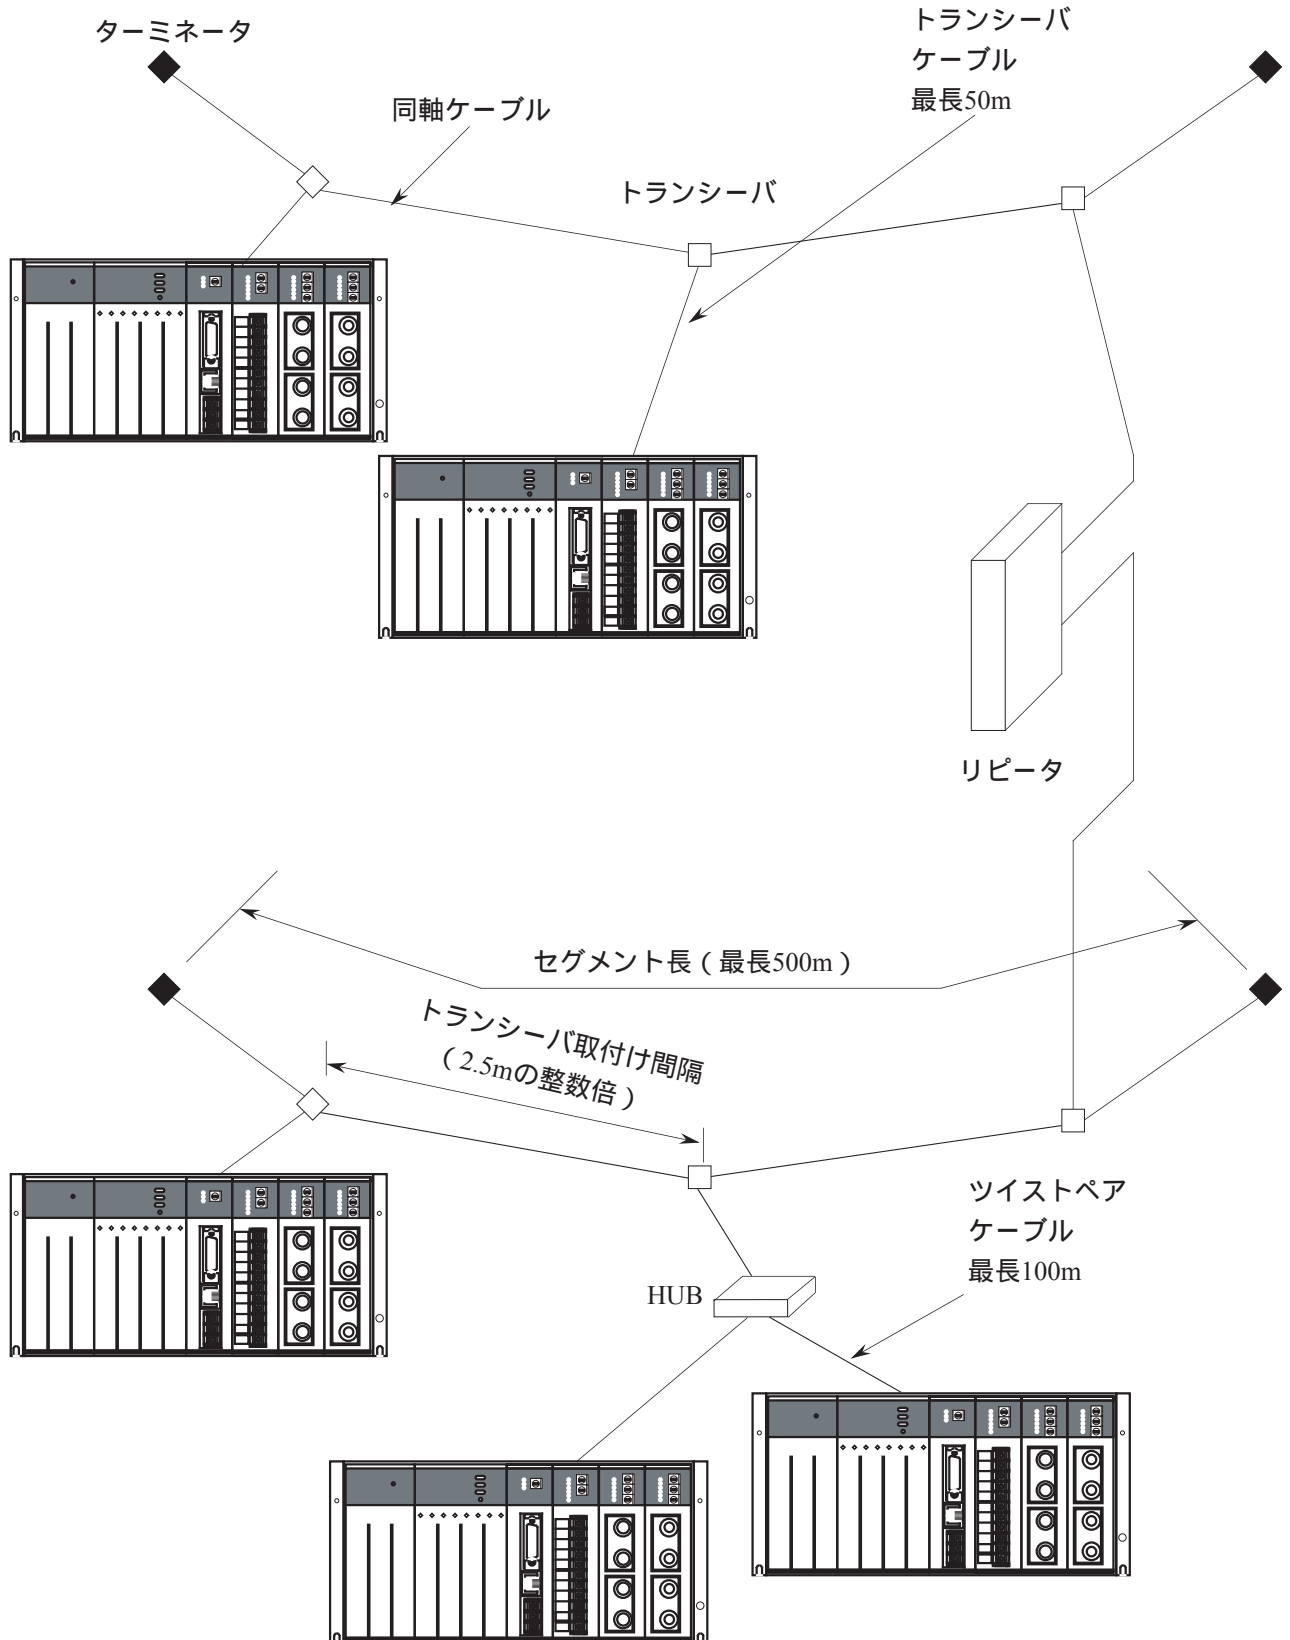 ターミネータ
トランシーバ
ケーブル
最長50m
同軸ケーブル
トランシーバ
リピータ
セグメント長（最長500m）
トランシーバ取付け間隔
（2.5mの整数倍）
ツイストペア
ケーブル
最長100m
HUB